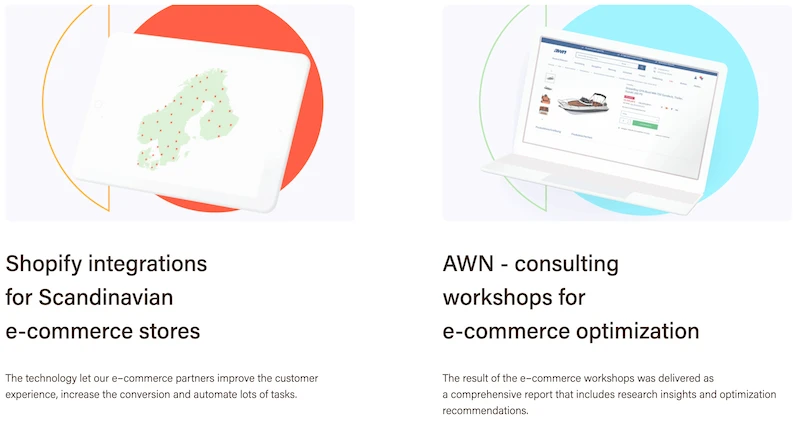 Shopify integrations
for Scandinavian
e-commerce stores
The technology let our e–commerce partners improve the customer
experience, increase the conversion and automate lots of tasks.
AWN - consulting
workshops for
e-commerce optimization
The result of the e–commerce workshops was delivered as
a comprehensive report that includes research insights and optimization
recommendations.